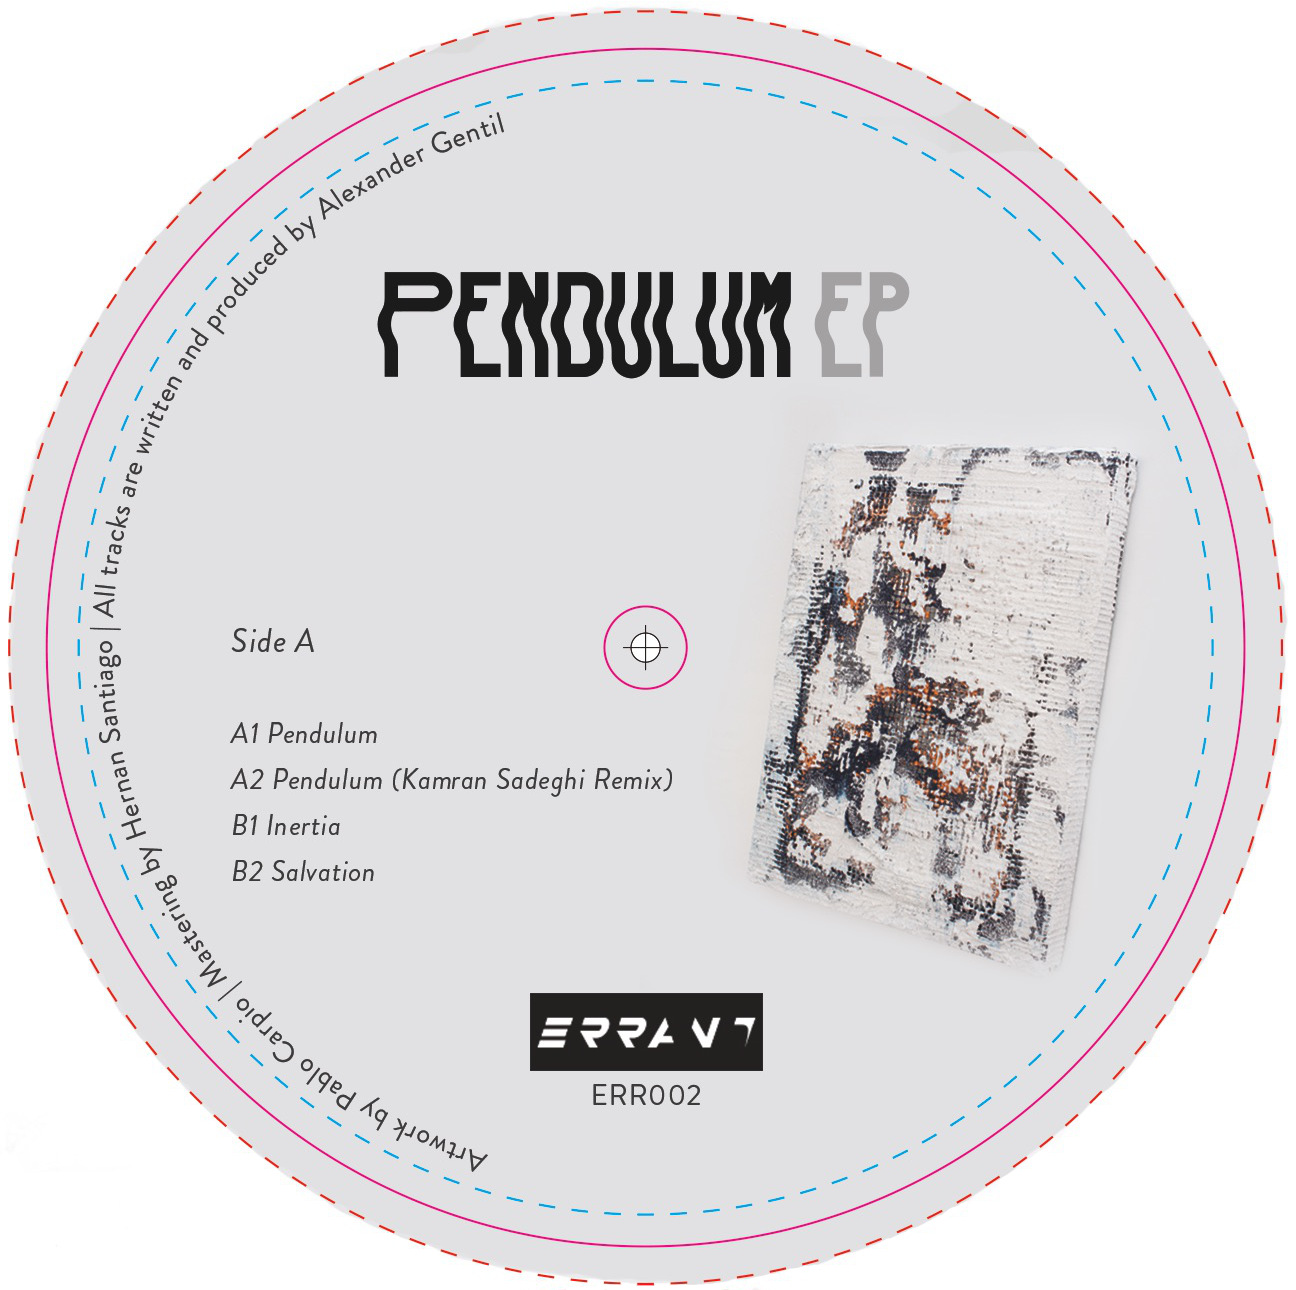 PENDULUM EP
Side A
A1 Pendulum
A2 Pendulum (Kamran Sadeghi Remix)
B1 Inertia
B2 Salvation
ERRANT
ERR002
Artwork by Pablo Carpio | Mastering by Hernan Santiago | All tracks are written and produced by Alexander Gentil